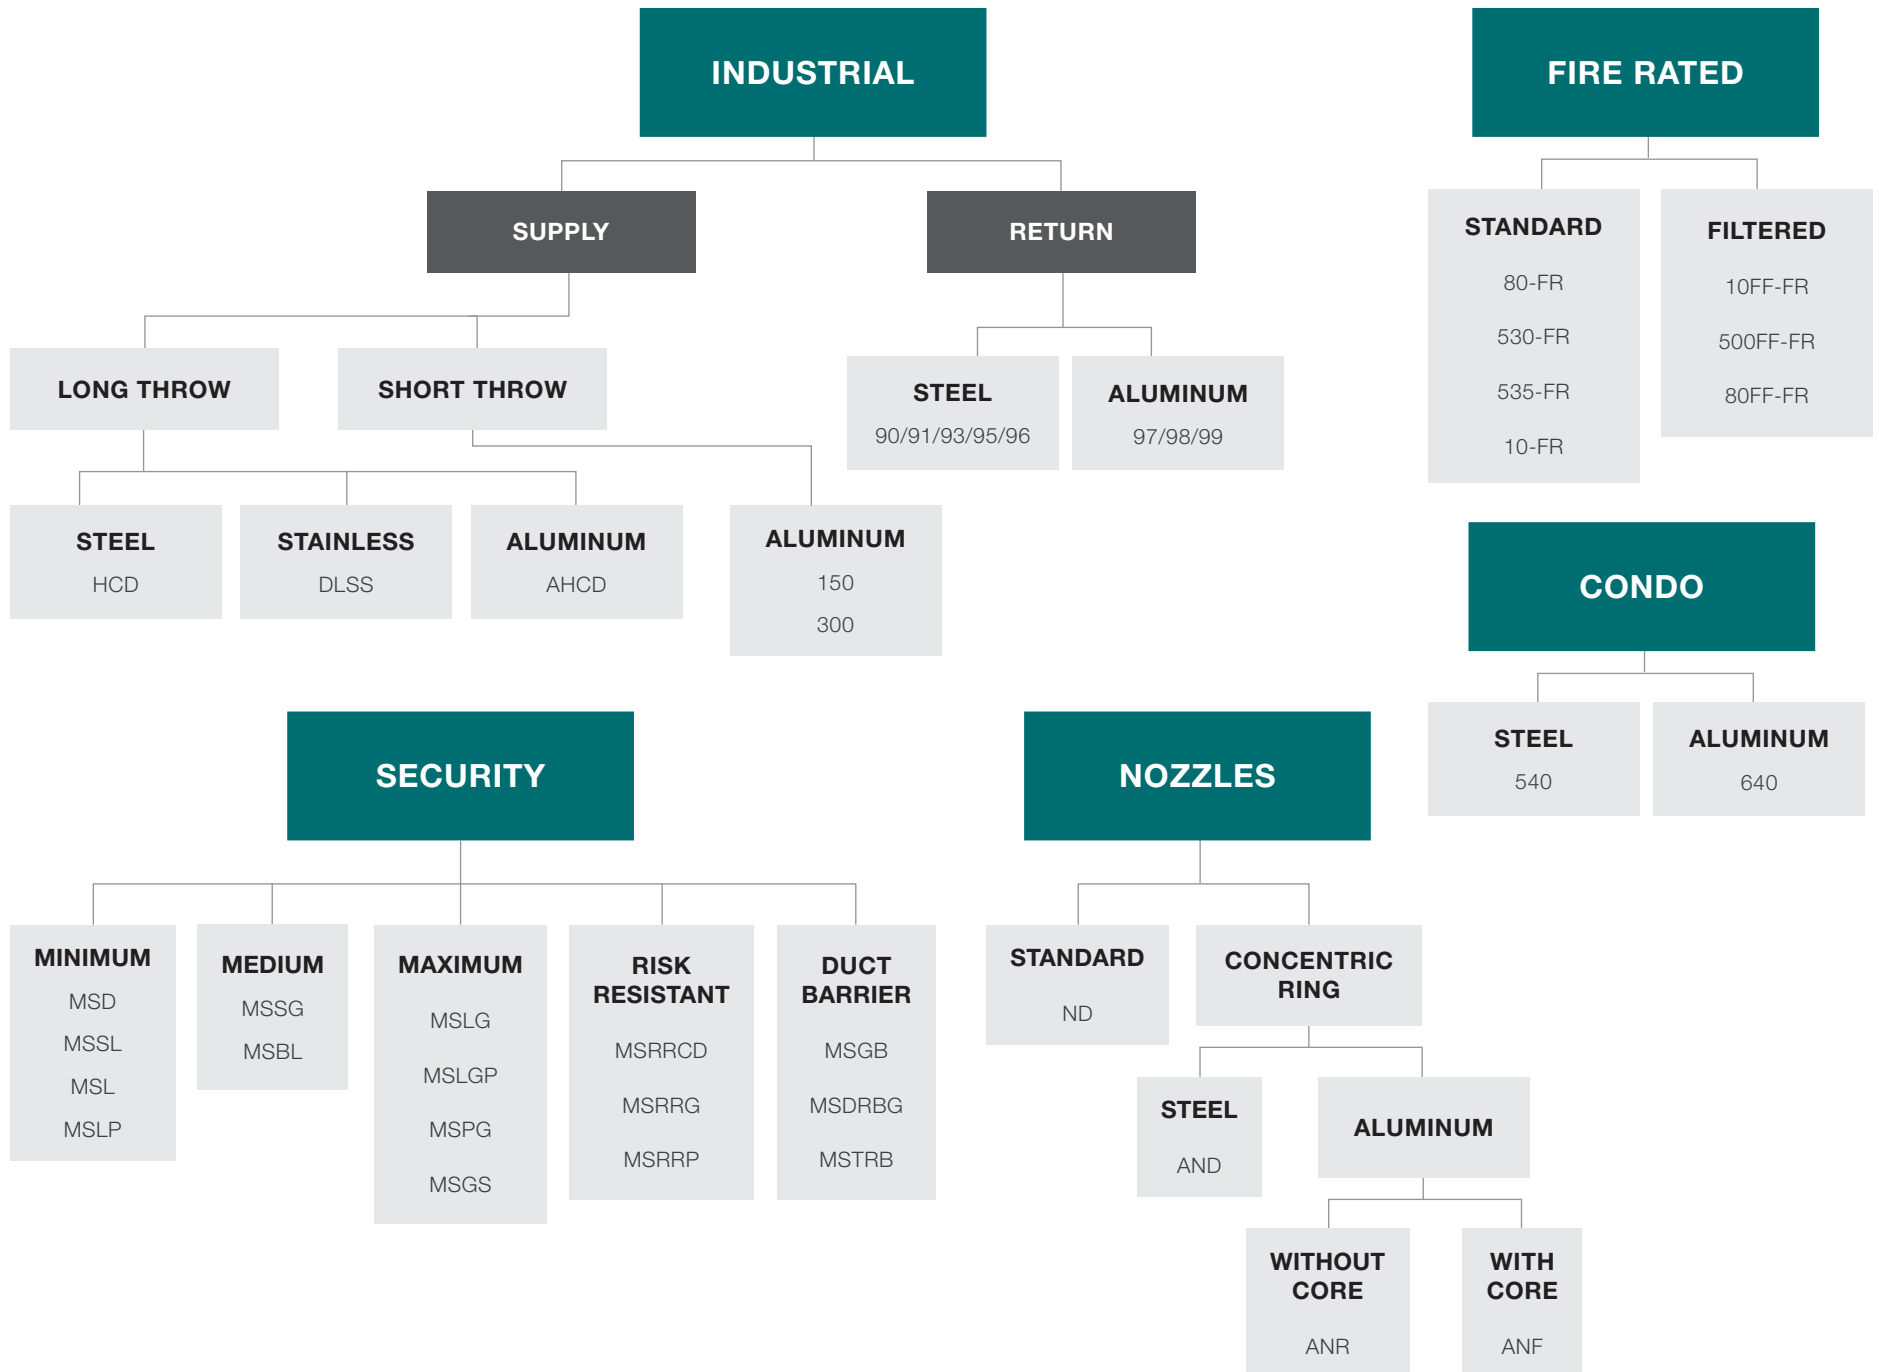 INDUSTRIAL
SUPPLY
RETURN
LONG THROW
SHORT THROW
STEEL
90/91/93/95/96
ALUMINUM
97/98/99
STEEL
HCD
STAINLESS
DLSS
ALUMINUM
AHCD
ALUMINUM
150
300
FIRE RATED
STANDARD
80-FR
530-FR
535-FR
10-FR
FILTERED
10FF-FR
500FF-FR
80FF-FR
CONDO
STEEL
540
ALUMINUM
640
SECURITY
MINIMUM
MSD
MSSL
MSL
MSLP
MEDIUM
MSSG
MSBL
MAXIMUM
MSLG
MSLGP
MSPG
MSGS
RISK
RESISTANT
MSRRCD
MSRRG
MSRRP
DUCT
BARRIER
MSGB
MSDRBG
MSTRB
NOZZLES
STANDARD
ND
CONCENTRIC
RING
STEEL
AND
ALUMINUM
WITHOUT
CORE
ANR
WITH
CORE
ANF